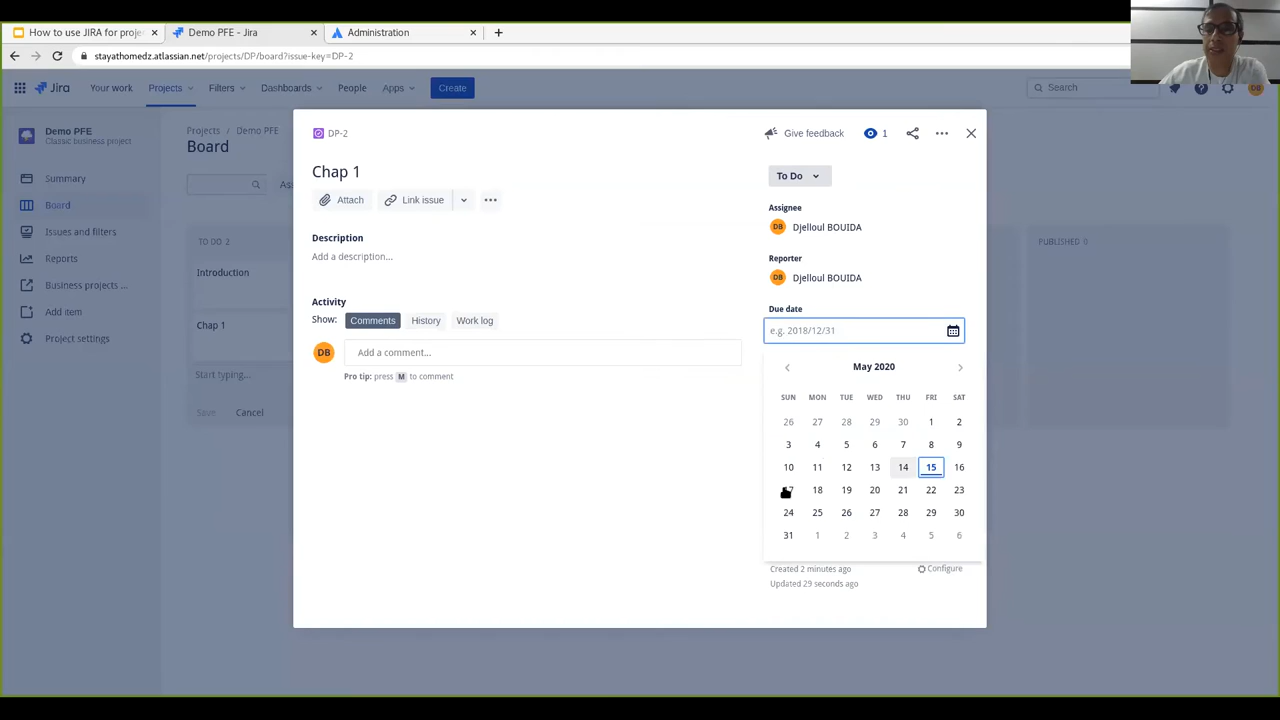 How to use JIRA for proje
Demo PFE - Jira
Administration
stayathomedz.atlassian.net/projects/DP/board?issue-key=DP-2
Jira
Your work
Projects
Filters
Dashboards
People
Apps
Create
Search
DB
Demo PFE
Classic business project
Summary
Board
Issues and filters
Reports
Business projects ...
Add item
Project settings
Projects / Demo PFE
Board
TO DO 2
Introduction
Chap 1
Start typing...
Save Cancel
PUBLISHED 0
DP-2
Give feedback
1
Chap 1
Attach
Link issue
Description
Add a description...
Activity
Show: Comments History Work log
DB
Add a comment...
Pro tip: press M to comment
To Do
Assignee
DB Djelloul BOUIDA
Reporter
DB Djelloul BOUIDA
Due date
e.g. 2018/12/31
May 2020
SUN MON TUE WED THU FRI SAT
26 27 28 29 30 1 2
3 4 5 6 7 8 9
10 11 12 13 14 15 16
18 19 20 21 22 23
24 25 26 27 28 29 30
31 1 2 3 4 5 6
Created 2 minutes ago
Configure
Updated 29 seconds ago